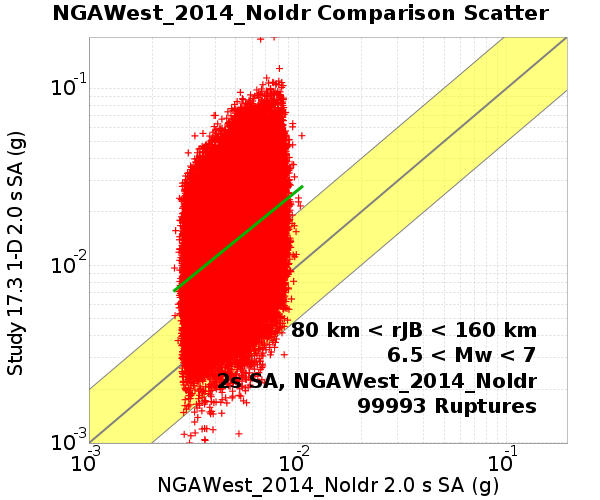 NGAWest_2014_NoIdr Comparison Scatter
Study 17.3 1-D 2.0 s SA (g)
10^-1
10^-2
10^-3
80 km < rJB < 160 km
6.5 < Mw < 7
2s SA, NGAWest_2014_NoIdr
99993 Ruptures
10^-3 10^-2 10^-1
NGAWest_2014_NoIdr 2.0 s SA (g)